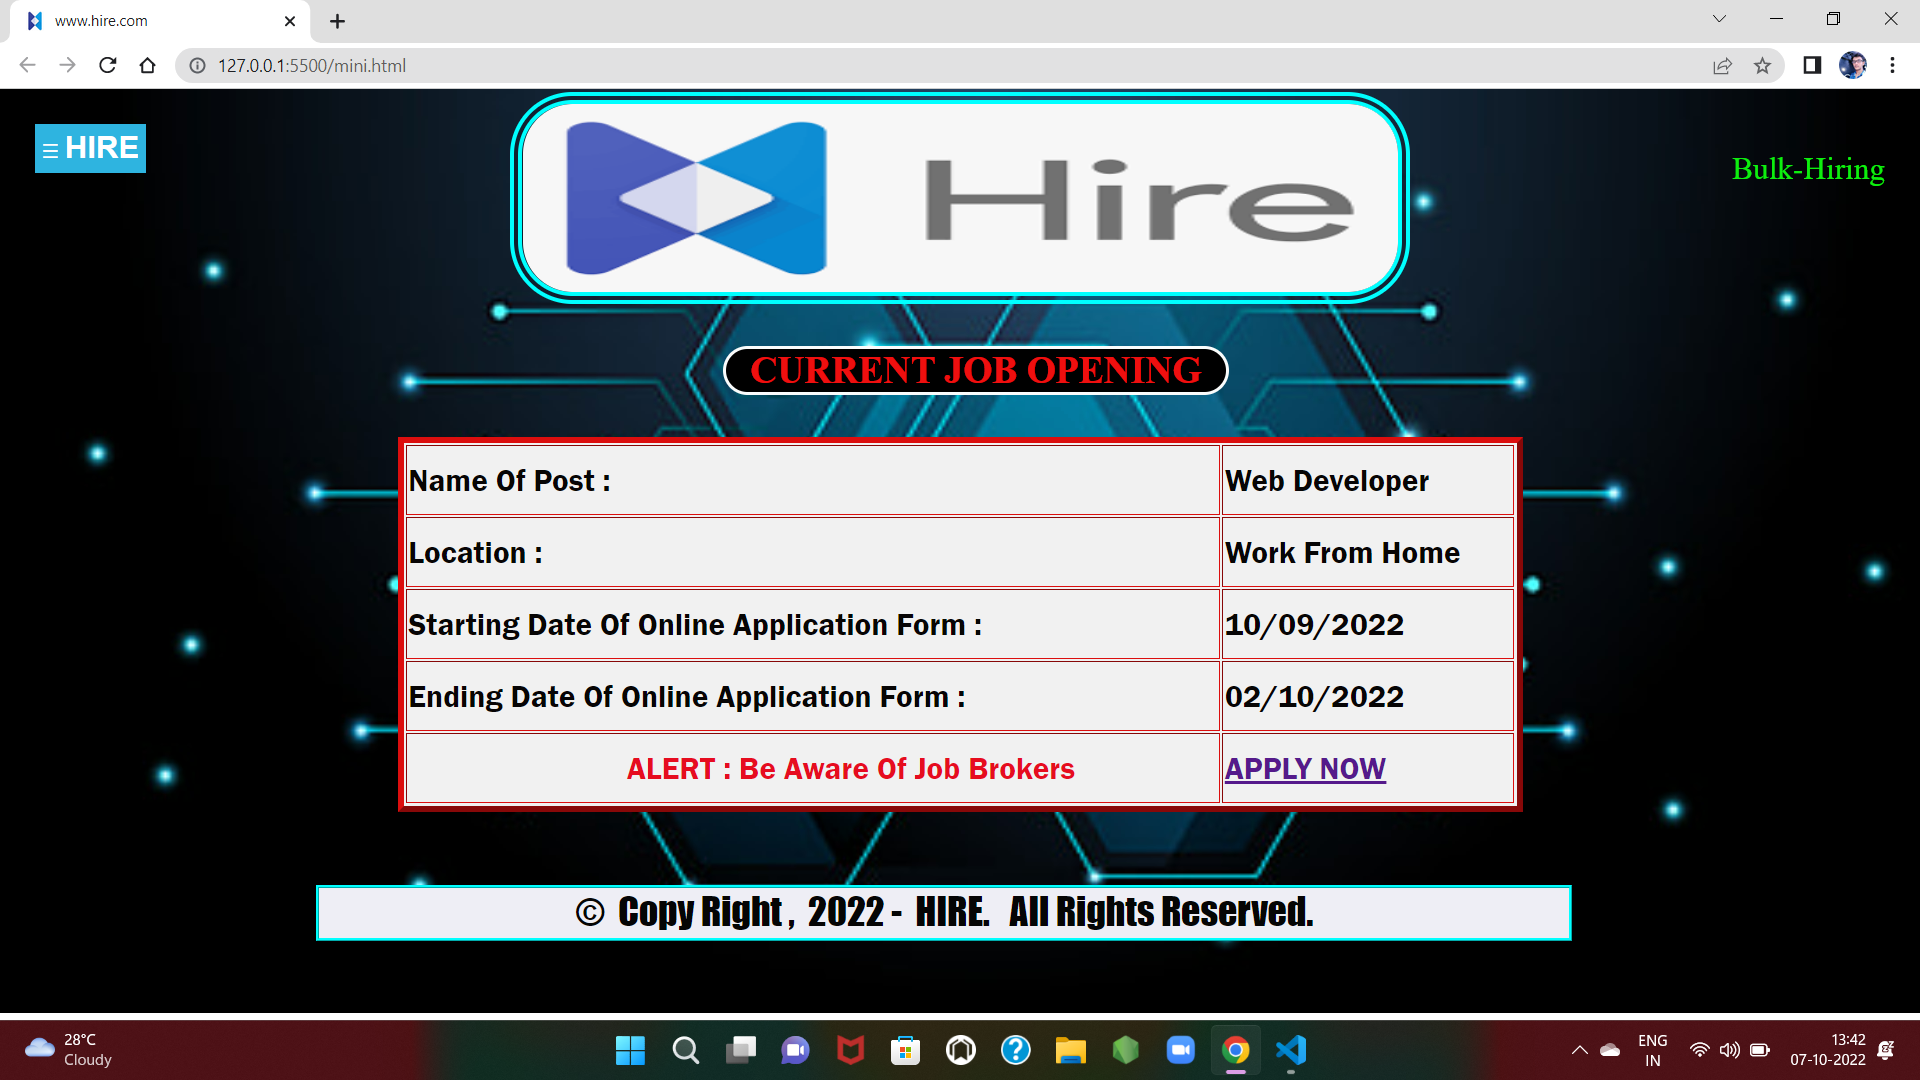 www.hire.com
127.0.0.1:5500/mini.html
☰ HIRE
Hire
Bulk-Hiring
CURRENT JOB OPENING
Name Of Post : Web Developer
Location : Work From Home
Starting Date Of Online Application Form : 10/09/2022
Ending Date Of Online Application Form : 02/10/2022
ALERT : Be Aware Of Job Brokers APPLY NOW
© Copy Right , 2022 - HIRE. All Rights Reserved.
28°C
Cloudy
ENG
IN
13:42
07-10-2022